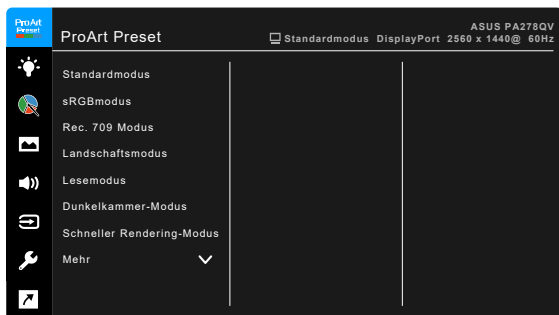 ProArt
Preset
ProArt Preset
ASUS PA278QV
Standardmodus DisplayPort 2560 x 1440@ 60Hz
Standardmodus
sRGBmodus
Rec. 709 Modus
Landschaftsmodus
Lesemodus
Dunkelkammer-Modus
Schneller Rendering-Modus
Mehr